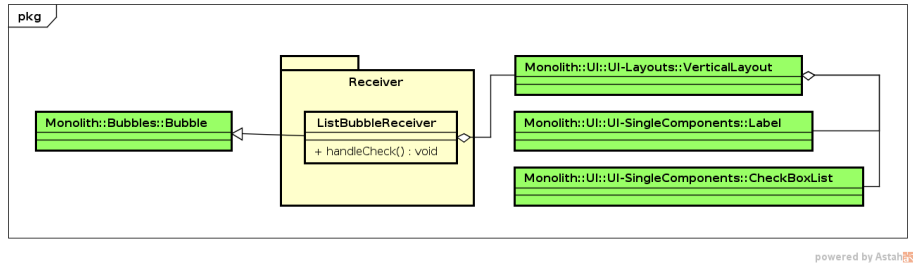 pkg
Receiver
Monolith::Bubbles::Bubble
ListBubbleReceiver
+ handleCheck() : void
Monolith::UI::UI-Layouts::VerticalLayout
Monolith::UI::UI-SingleComponents::Label
Monolith::UI::UI-SingleComponents::CheckBoxList
powered by Astah